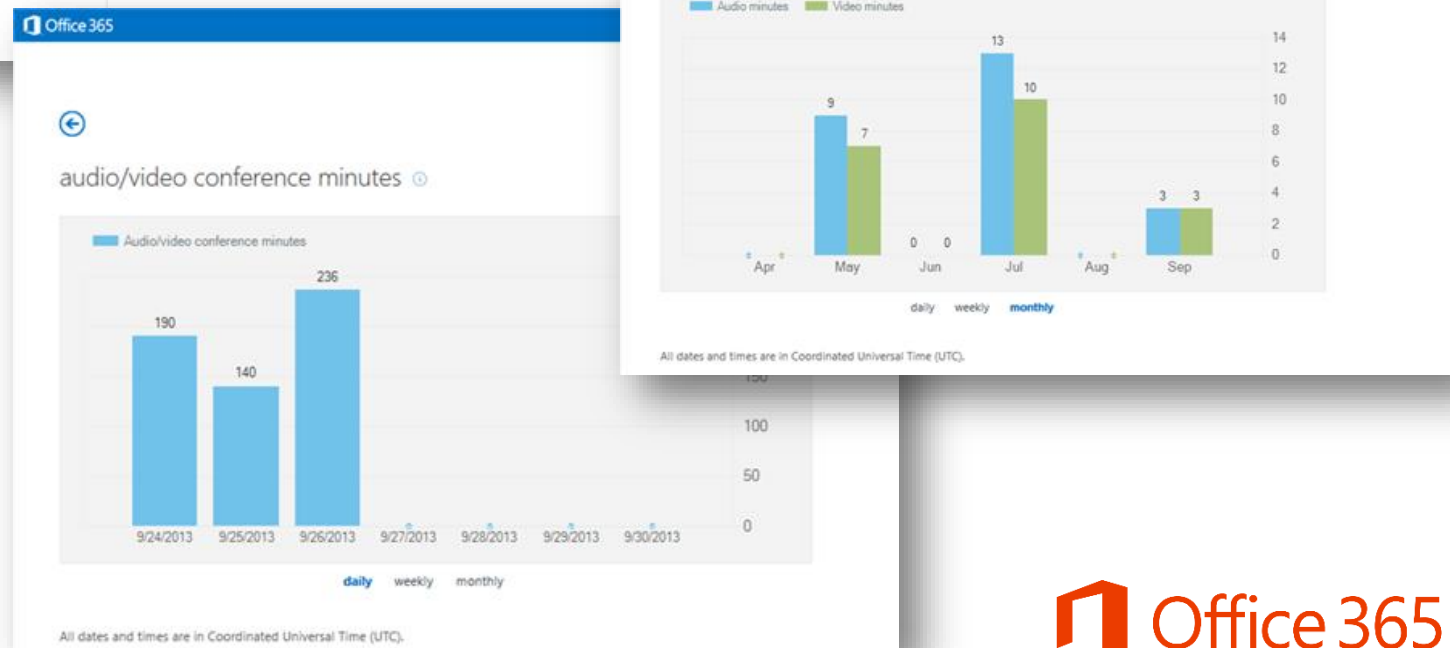 Office 365
audio/video conference minutes
Audio/video conference minutes
236
190
140
150
100
50
0
9/24/2013 9/25/2013 9/26/2013 9/27/2013 9/28/2013 9/29/2013 9/30/2013
daily weekly monthly
All dates and times are in Coordinated Universal Time (UTC).
Audio minutes Video minutes
14
13
12
10
10
9
8
7
6
4
3 3
2
0 0
0
Apr May Jun Jul Aug Sep
daily weekly monthly
All dates and times are in Coordinated Universal Time (UTC).
Office 365